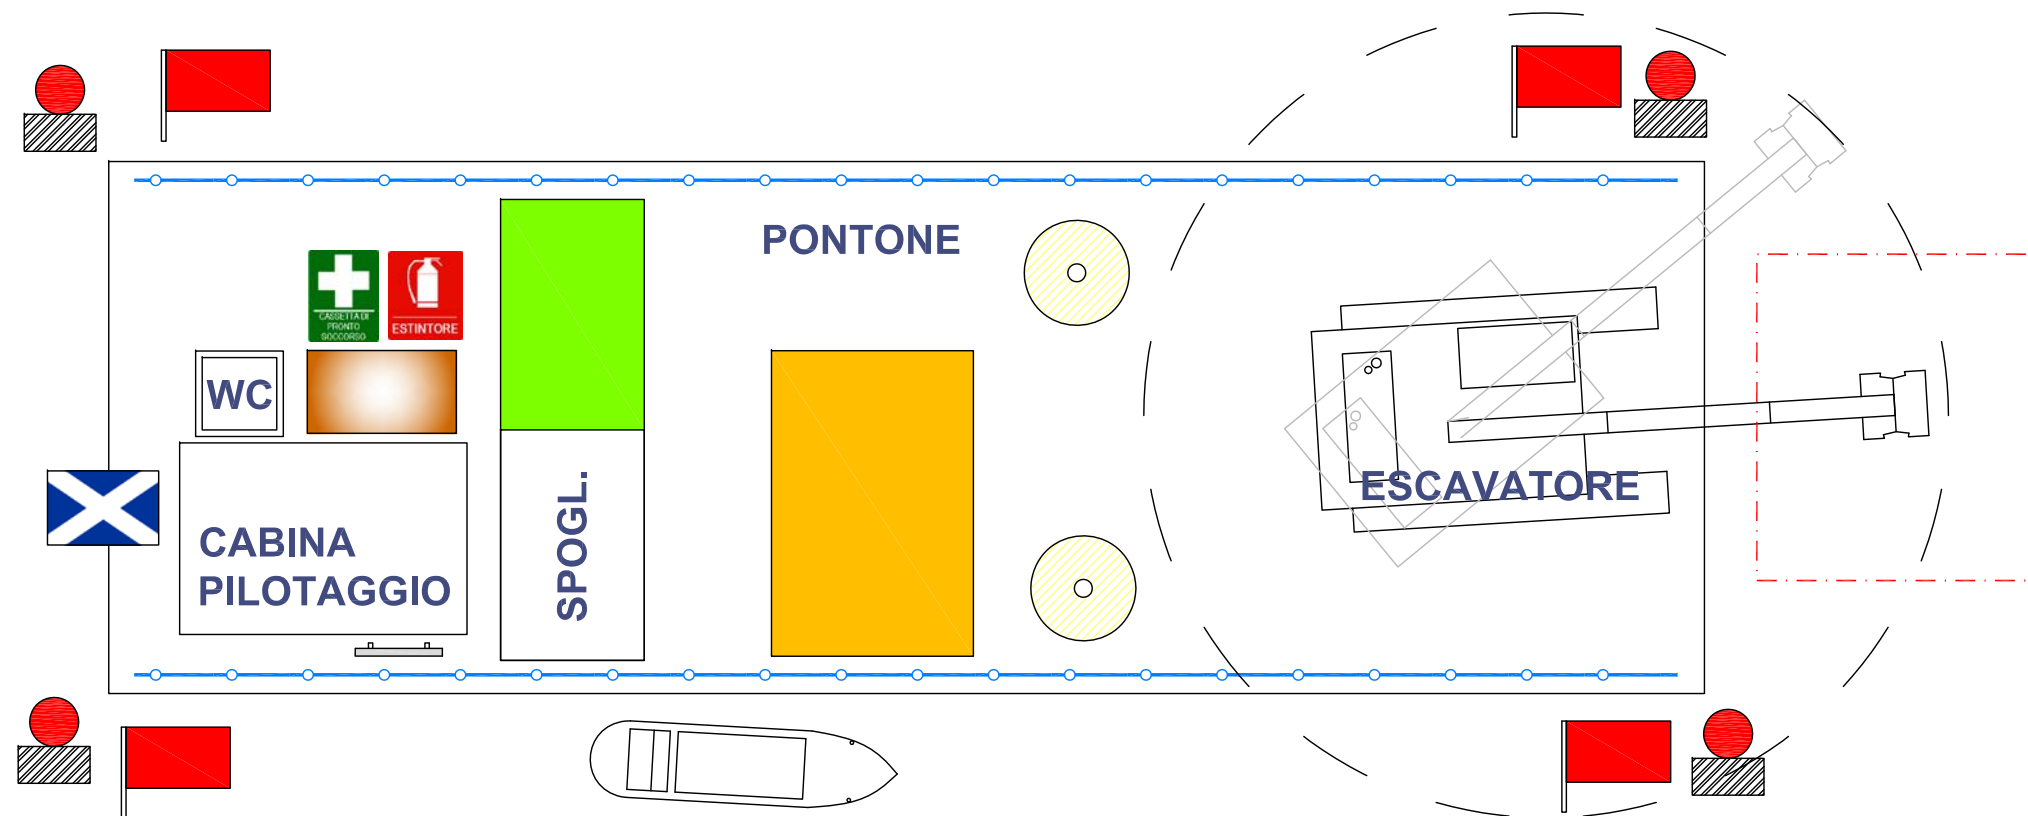 PONTONE
CASSETTA DI
PRONTO
SOCCORSO
ESTINTORE
WC
SPOGL.
ESCAVATORE
CABINA
PILOTAGGIO